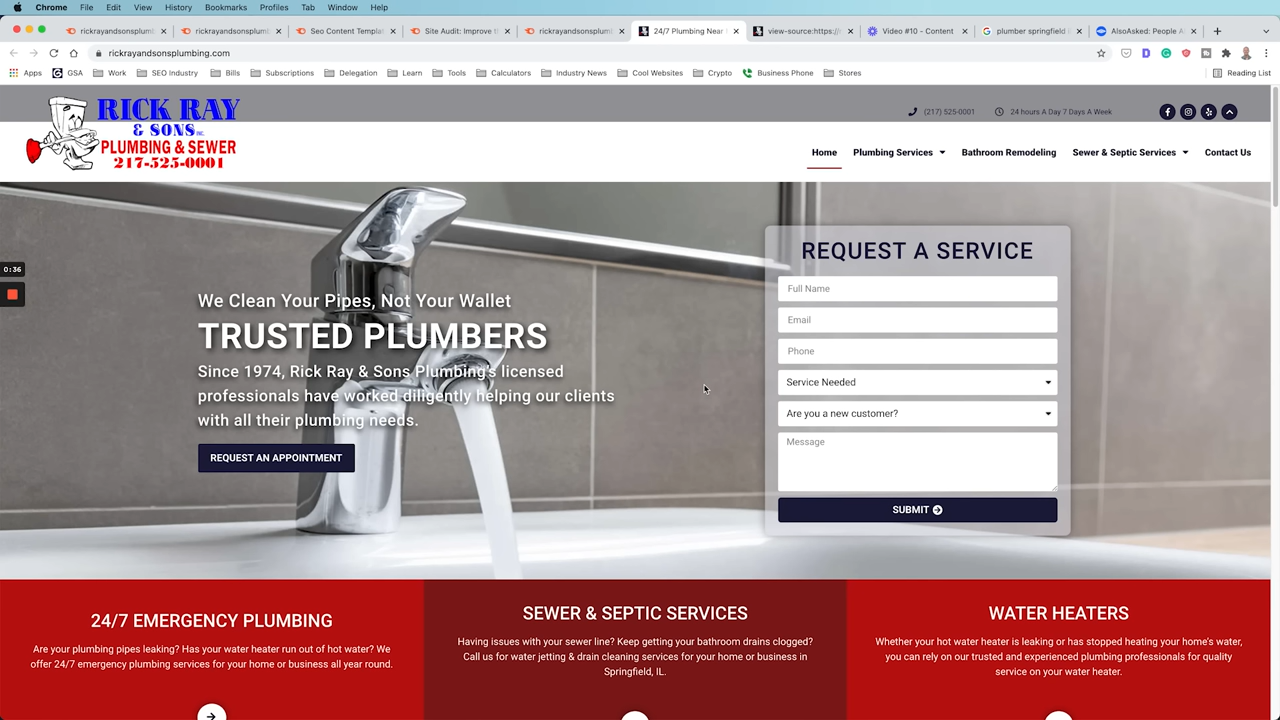 Chrome File Edit View History Bookmarks Profiles Tab Window Help
rickrayandsonsplumb rickrayandsonsplumbi Seo Content Templat Site Audit: Improve th rickrayandsonsplumb 24/7 Plumbing Near view-source:https:// Video #10 - Content plumber springfield AlsoAsked: People Al
rickrayandsonsplumbing.com
Apps GSA Work SEO Industry Bills Subscriptions Delegation Learn Tools Calculators Industry News Cool Websites Crypto Business Phone Stores Reading List
RICK RAY
& SONS INC.
PLUMBING & SEWER
217-525-0001
(217) 525-0001 24 hours A Day 7 Days A Week
Home Plumbing Services Bathroom Remodeling Sewer & Septic Services Contact Us
0:36
We Clean Your Pipes, Not Your Wallet
TRUSTED PLUMBERS
Since 1974, Rick Ray & Sons Plumbing's licensed
professionals have worked diligently helping our clients
with all their plumbing needs.
REQUEST AN APPOINTMENT
REQUEST A SERVICE
Full Name
Email
Phone
Service Needed
Are you a new customer?
Message
SUBMIT
24/7 EMERGENCY PLUMBING
Are your plumbing pipes leaking? Has your water heater run out of hot water? We
offer 24/7 emergency plumbing services for your home or business all year round.
SEWER & SEPTIC SERVICES
Having issues with your sewer line? Keep getting your bathroom drains clogged?
Call us for water jetting & drain cleaning services for your home or business in
Springfield, IL.
WATER HEATERS
Whether your hot water heater is leaking or has stopped heating your home's water,
you can rely on our trusted and experienced plumbing professionals for quality
service on your water heater.